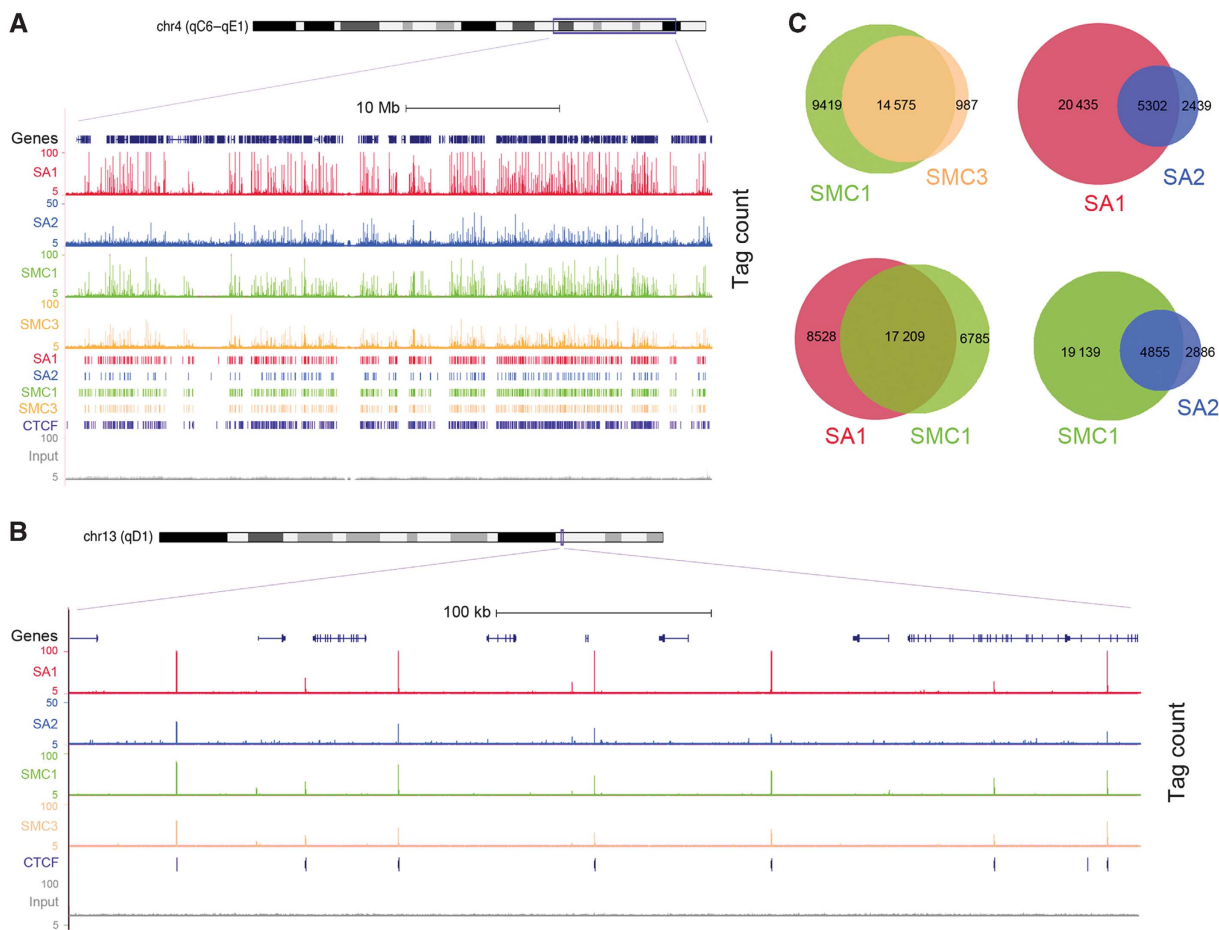 A
chr4 (qC6–qE1)
10 Mb
Genes
100
SA1
5
50
SA2
5
100
SMC1
5
100
SMC3
5
SA1
SA2
SMC1
SMC3
CTCF
100
Input
5
Tag count
B
chr13 (qD1)
100 kb
Genes
100
SA1
5
50
SA2
5
100
SMC1
5
100
SMC3
5
CTCF
100
Input
5
Tag count
C
9419
14 575
987
SMC1
SMC3
20 435
5302
2439
SA1
SA2
8528
17 209
6785
SA1
SMC1
19 139
4855
2886
SMC1
SA2